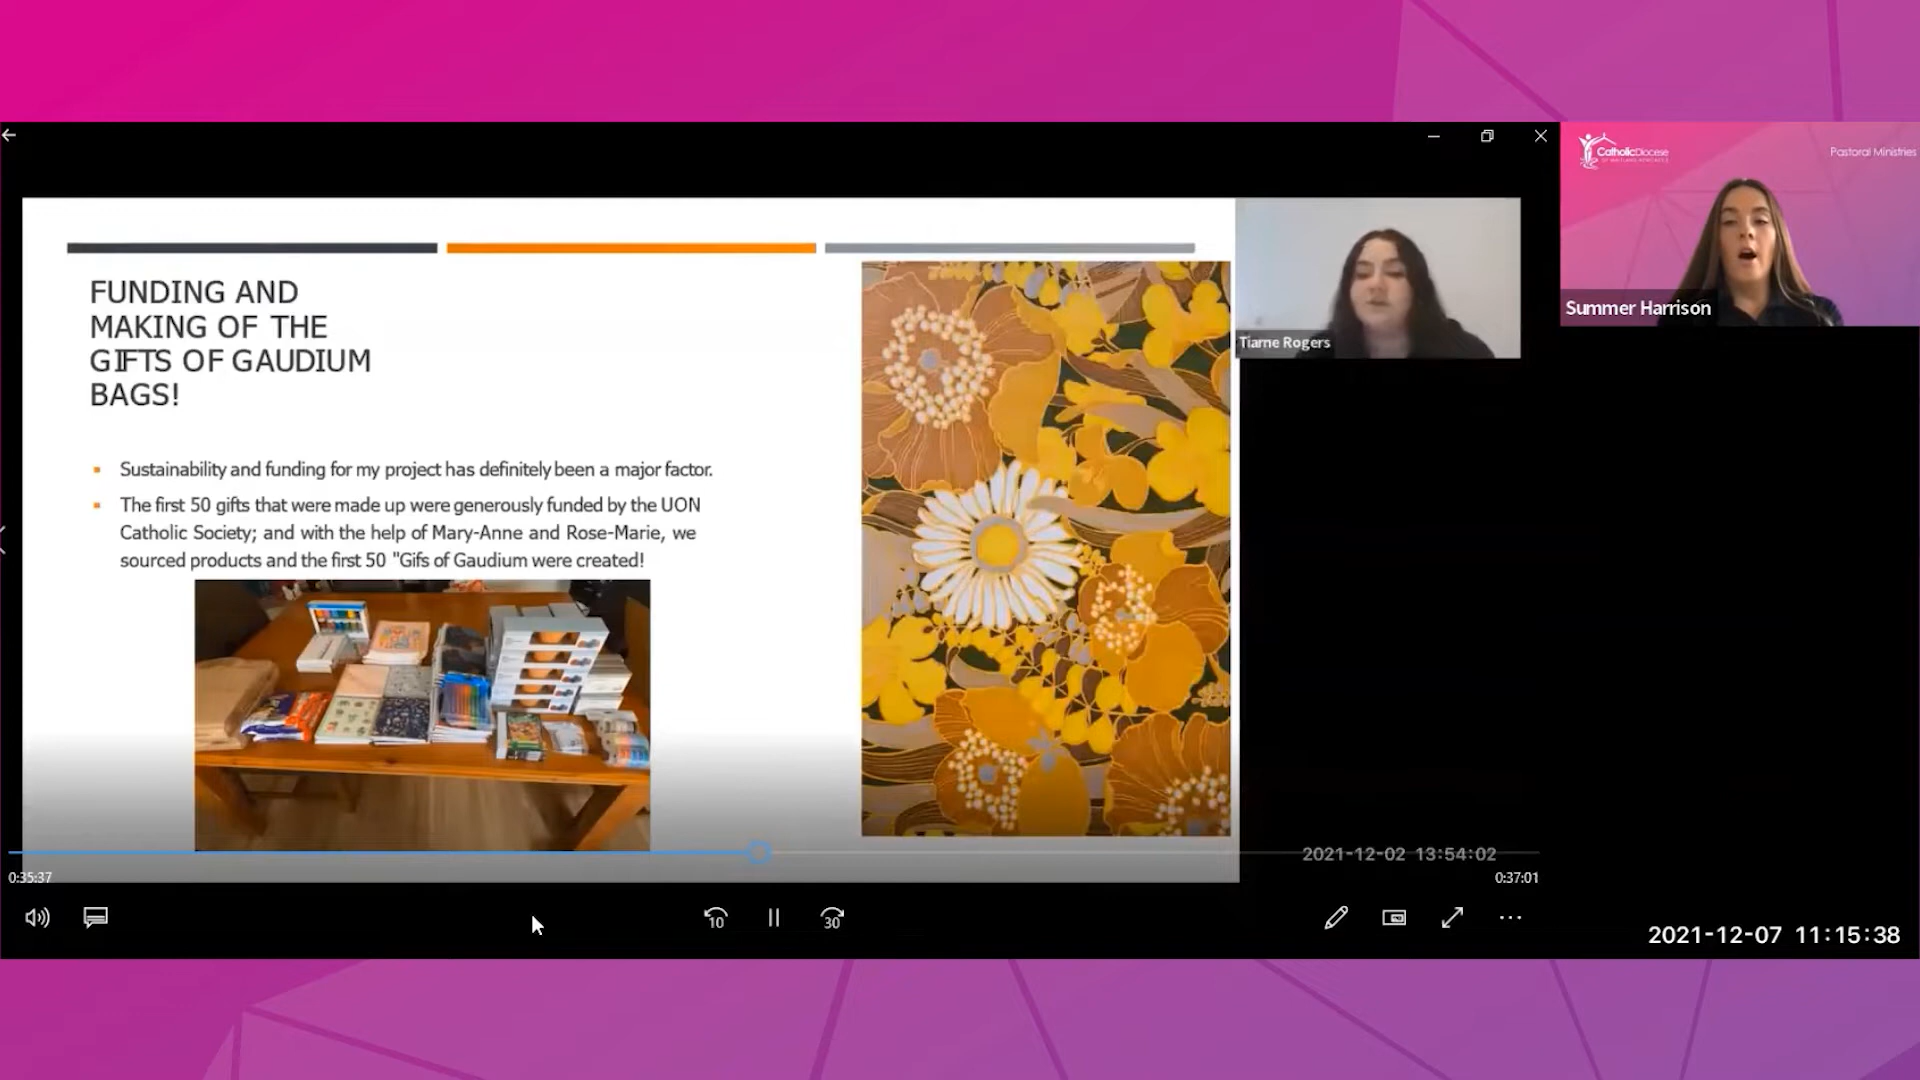 CatholicDiocese
Pastoral Ministries
FUNDING AND
MAKING OF THE
GIFTS OF GAUDIUM
BAGS!
Sustainability and funding for my project has definitely been a major factor.
The first 50 gifts that were made up were generously funded by the UON
Catholic Society; and with the help of Mary-Anne and Rose-Marie, we
sourced products and the first 50 "Gifs of Gaudium were created!
Tiarne Rogers
Summer Harrison
2021-12-02 13:54:02
0:35:37
0:37:01
10
30
2021-12-07 11:15:38